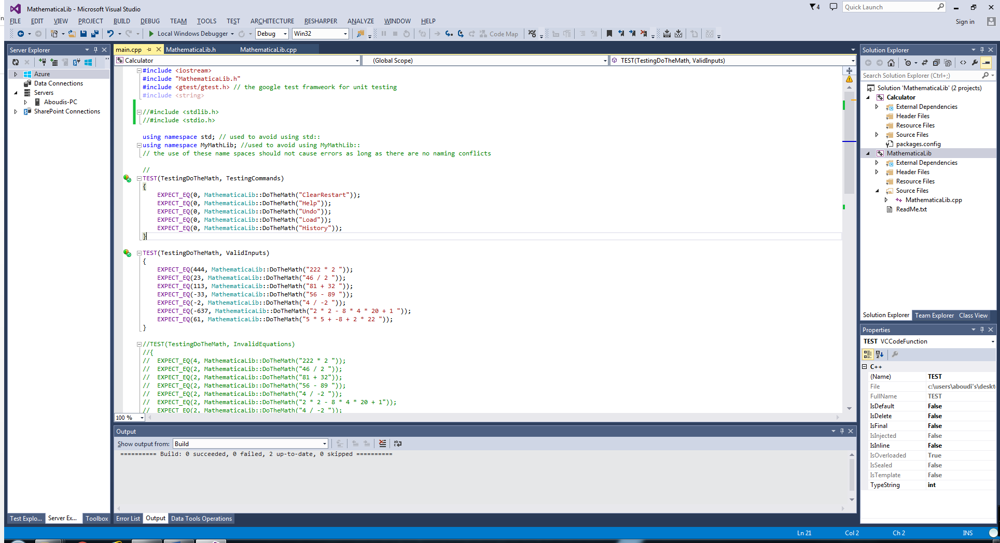 MathematicaLib - Microsoft Visual Studio
4
Quick Launch
FILE EDIT VIEW PROJECT BUILD DEBUG TEAM TOOLS TEST ARCHITECTURE RESHARPER ANALYZE WINDOW HELP
Sign in
Local Windows Debugger Debug Win32 Code Map
Server Explorer
Azure
Data Connections
Servers
Aboudis-PC
SharePoint Connections
main.cpp MathematicaLib.h MathematicaLib.cpp
Calculator (Global Scope) TEST(TestingDoTheMath, ValidInputs)
#include <iostream>
#include "MathematicaLib.h"
#include <gtest/gtest.h> // the google test framweork for unit testing
#include <string>
//#include <stdlib.h>
//#include <stdio.h>
using namespace std; // used to avoid using std::
using namespace MyMathLib; //used to avoid using MyMathLib::
// the use of these name spaces should not cause errors as long as there are no naming conflicts
//
TEST(TestingDoTheMath, TestingCommands)
{
EXPECT_EQ(0, MathematicaLib::DoTheMath("ClearRestart"));
EXPECT_EQ(0, MathematicaLib::DoTheMath("Help"));
EXPECT_EQ(0, MathematicaLib::DoTheMath("Undo"));
EXPECT_EQ(0, MathematicaLib::DoTheMath("Load"));
EXPECT_EQ(0, MathematicaLib::DoTheMath("History"));
}
TEST(TestingDoTheMath, ValidInputs)
{
EXPECT_EQ(444, MathematicaLib::DoTheMath("222 * 2 "));
EXPECT_EQ(23, MathematicaLib::DoTheMath("46 / 2 "));
EXPECT_EQ(113, MathematicaLib::DoTheMath("81 + 32 "));
EXPECT_EQ(-33, MathematicaLib::DoTheMath("56 - 89 "));
EXPECT_EQ(-2, MathematicaLib::DoTheMath("4 / -2 "));
EXPECT_EQ(-637, MathematicaLib::DoTheMath("2 * 2 - 8 * 4 * 20 + 1 "));
EXPECT_EQ(61, MathematicaLib::DoTheMath("5 * 5 + -8 + 2 * 22 "));
}
//TEST(TestingDoTheMath, InvalidEquations)
//{
// EXPECT_EQ(4, MathematicaLib::DoTheMath("222 * 2 "));
// EXPECT_EQ(2, MathematicaLib::DoTheMath("46 / 2 "));
// EXPECT_EQ(2, MathematicaLib::DoTheMath("81 + 32"));
// EXPECT_EQ(2, MathematicaLib::DoTheMath("56 - 89 "));
// EXPECT_EQ(2, MathematicaLib::DoTheMath("4 / -2 "));
// EXPECT_EQ(2, MathematicaLib::DoTheMath("2 * 2 - 8 * 4 * 20 + 1"));
// EXPECT_EQ(2, MathematicaLib::DoTheMath("4 / -2 "));
100 %
Output
Show output from: Build
========== Build: 0 succeeded, 0 failed, 2 up-to-date, 0 skipped ==========
Test Explo... Server Ex... Toolbox
Error List Output Data Tools Operations
Solution Explorer
Search Solution Explorer (Ctrl+;)
Solution 'MathematicaLib' (2 projects)
Calculator
External Dependencies
Header Files
Resource Files
Source Files
packages.config
MathematicaLib
External Dependencies
Header Files
Resource Files
Source Files
MathematicaLib.cpp
ReadMe.txt
Solution Explorer Team Explorer Class View
Properties
TEST VCCodeFunction
C++
(Name) TEST
File c:\users\aboudi's\deskt
FullName TEST
IsDefault False
IsDelete False
IsFinal False
IsInjected False
IsInline False
IsOverloaded True
IsSealed False
IsTemplate False
TypeString int
Ln 21 Col 2 Ch 2 INS